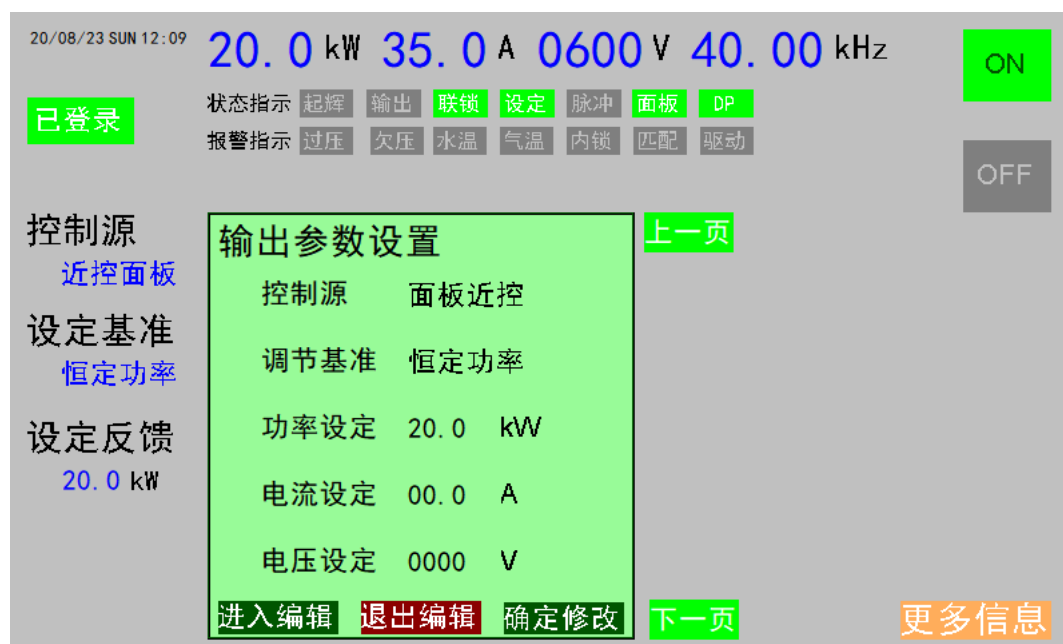 20/08/23 SUN 12:09
20.0 kW 35.0 A 0600 V 40.00 kHz
ON
已登录
状态指示 起辉 输出 联锁 设定 脉冲 面板 DP
报警指示 过压 欠压 水温 气温 内锁 匹配 驱动
OFF
控制源
近控面板
设定基准
恒定功率
设定反馈
20.0 kW
输出参数设置
控制源 面板近控
调节基准 恒定功率
功率设定 20.0 kW
电流设定 00.0 A
电压设定 0000 V
进入编辑 退出编辑 确定修改
上一页
下一页
更多信息